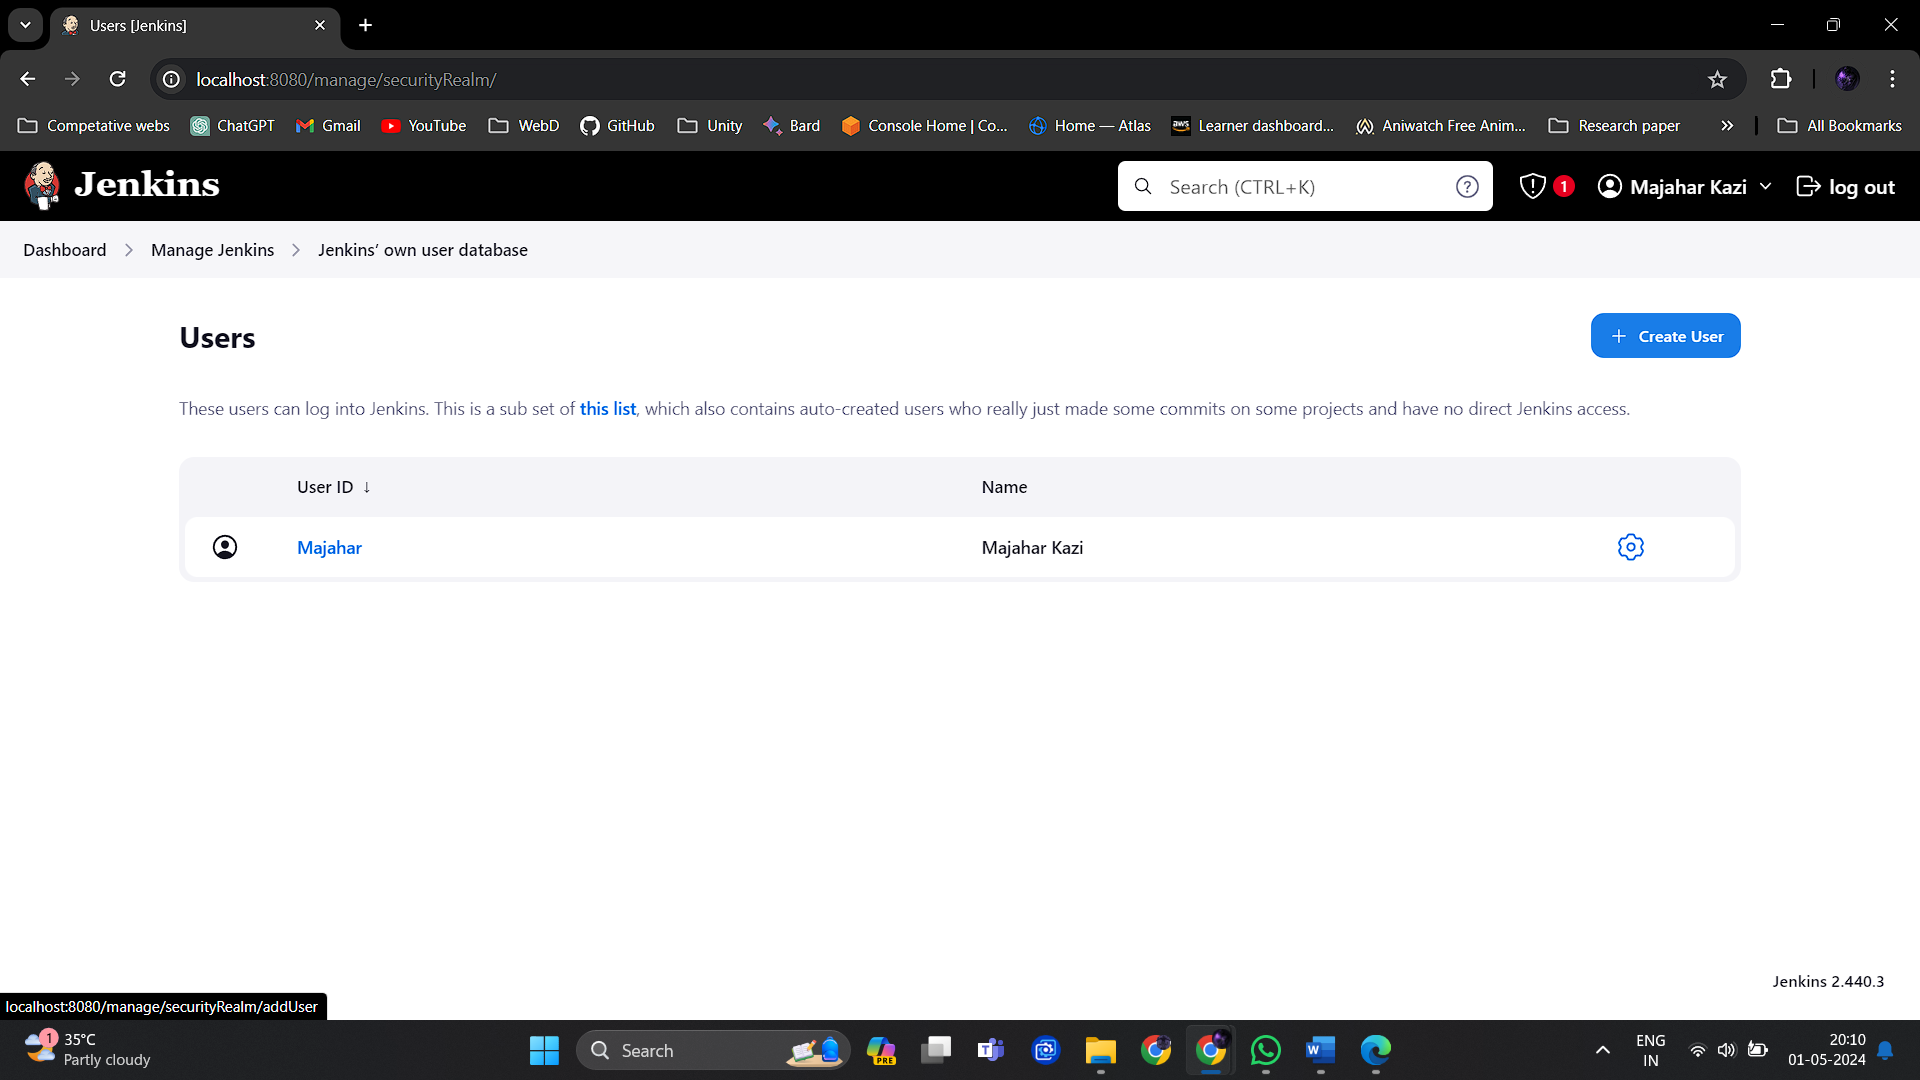 Users [Jenkins]
localhost:8080/manage/securityRealm/
Competative webs ChatGPT Gmail YouTube WebD GitHub Unity Bard Console Home | Co... Home — Atlas aws Learner dashboard... Aniwatch Free Anim... Research paper All Bookmarks
Jenkins Search (CTRL+K) 1 Majahar Kazi log out
Dashboard Manage Jenkins Jenkins' own user database
Users + Create User
These users can log into Jenkins. This is a sub set of this list, which also contains auto-created users who really just made some commits on some projects and have no direct Jenkins access.
User ID ↓ Name
Majahar Majahar Kazi
Jenkins 2.440.3
localhost:8080/manage/securityRealm/addUser
1 35°C
Partly cloudy
Search
PRE
ENG
IN
20:10
01-05-2024